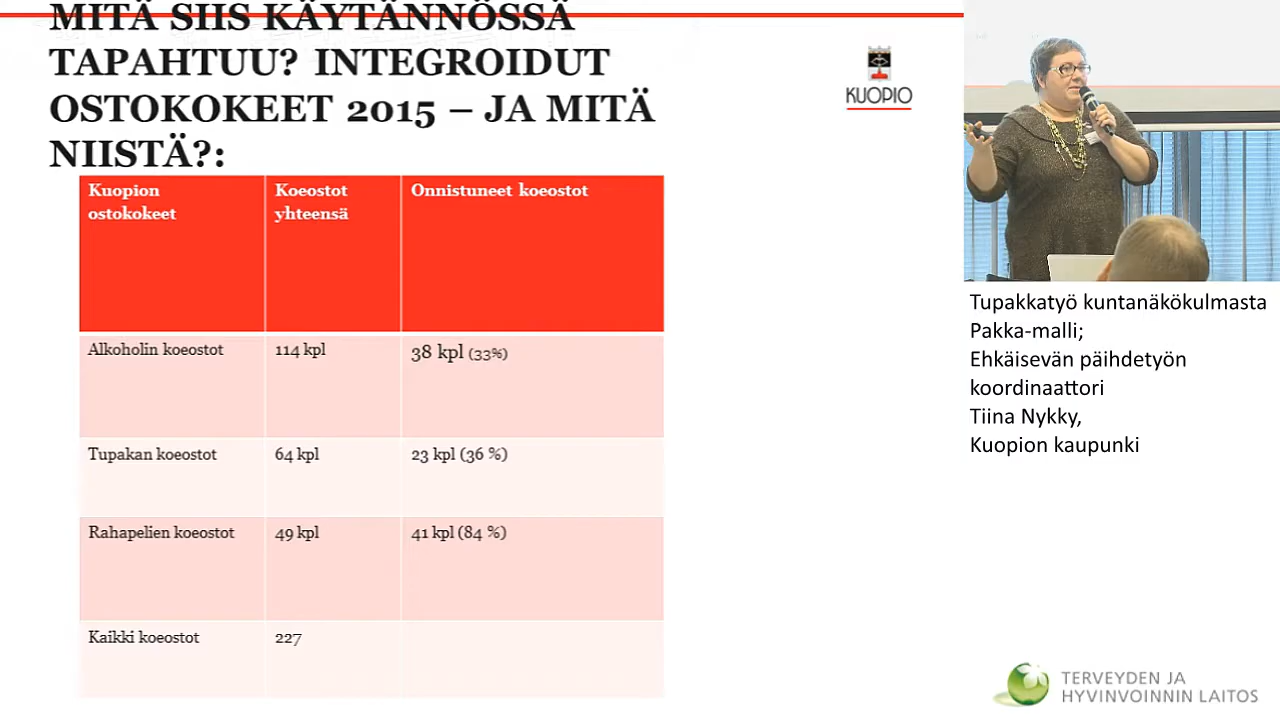 MITÄ SIIS KÄYTÄNNÖSSÄ
TAPAHTUU? INTEGROIDUT
OSTOKOKEET 2015 – JA MITÄ
NIISTÄ?:
KUOPIO
Kuopion
ostokokeet
Koeostot
yhteensä
Onnistuneet koeostot
Alkoholin koeostot
114 kpl
38 kpl (33%)
Tupakan koeostot
64 kpl
23 kpl (36 %)
Rahapelien koeostot
49 kpl
41 kpl (84 %)
Kaikki koeostot
227
Tupakkatyö kuntanäkökulmasta
Pakka-malli;
Ehkäisevän päihdetyön
koordinaattori
Tiina Nykky,
Kuopion kaupunki
TERVEYDEN JA
HYVINVOINNIN LAITOS